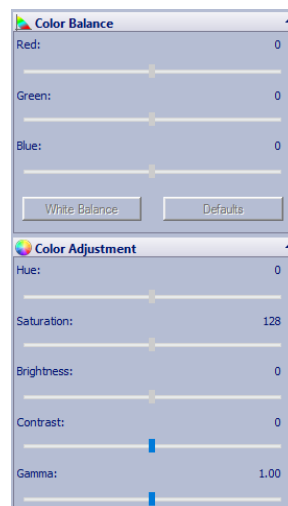 Color Balance
Red: 0
Green: 0
Blue: 0
White Balance Defaults
Color Adjustment
Hue: 0
Saturation: 128
Brightness: 0
Contrast: 0
Gamma: 1.00